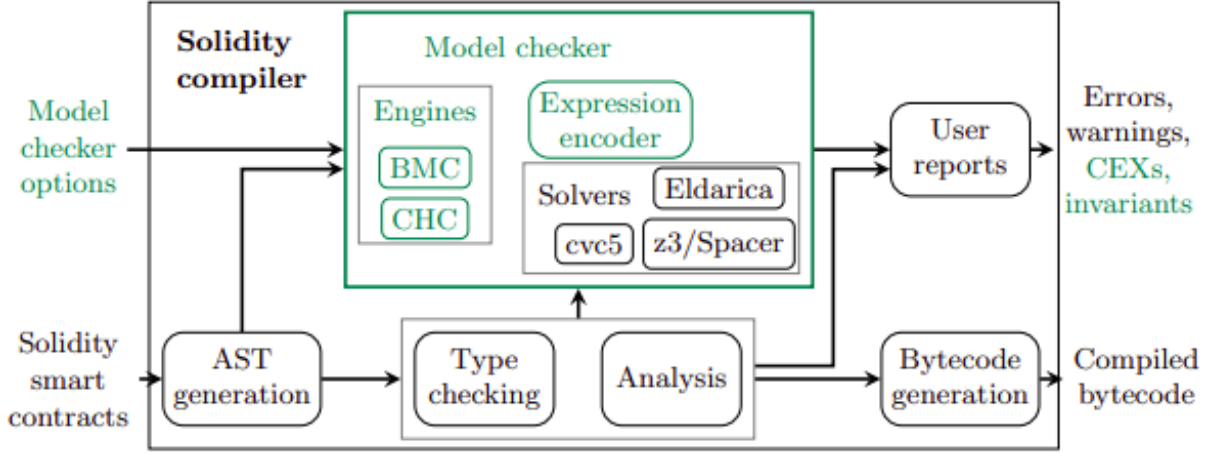 Solidity
compiler
Model checker
Model
checker
options
Engines
BMC
CHC
Expression
encoder
Solvers
Eldarica
cvc5
z3/Spacer
User
reports
Errors,
warnings,
CEXs,
invariants
Solidity
smart
contracts
AST
generation
Type
checking
Analysis
Bytecode
generation
Compiled
bytecode